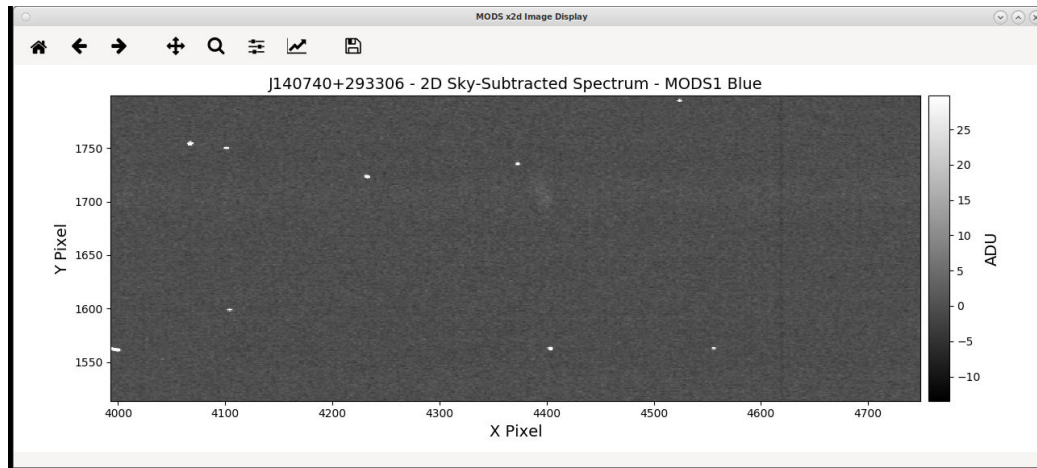 MODS x2d Image Display
J140740+293306 - 2D Sky-Subtracted Spectrum - MODS1 Blue
1750
1700
1650
1600
1550
Y Pixel
4000 4100 4200 4300 4400 4500 4600 4700
X Pixel
25
20
15
10
5
0
−5
−10
ADU